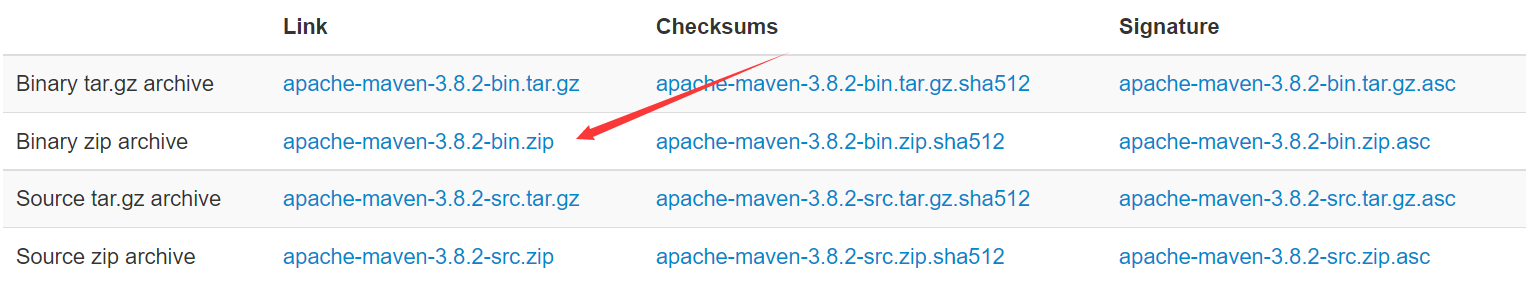 Link Checksums Signature
Binary tar.gz archive apache-maven-3.8.2-bin.tar.gz apache-maven-3.8.2-bin.tar.gz.sha512 apache-maven-3.8.2-bin.tar.gz.asc
Binary zip archive apache-maven-3.8.2-bin.zip apache-maven-3.8.2-bin.zip.sha512 apache-maven-3.8.2-bin.zip.asc
Source tar.gz archive apache-maven-3.8.2-src.tar.gz apache-maven-3.8.2-src.tar.gz.sha512 apache-maven-3.8.2-src.tar.gz.asc
Source zip archive apache-maven-3.8.2-src.zip apache-maven-3.8.2-src.zip.sha512 apache-maven-3.8.2-src.zip.asc